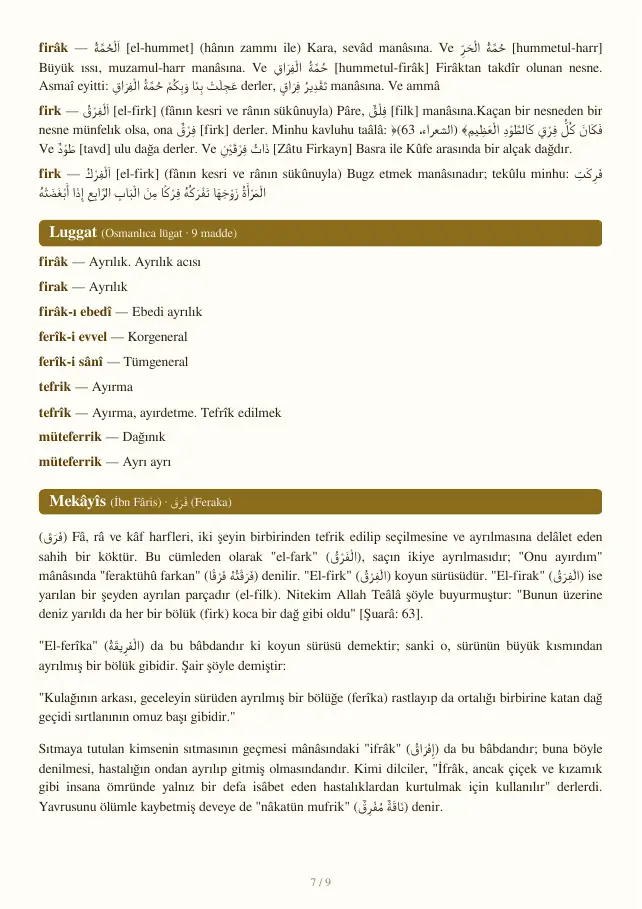 firâk — اَلْحُمَّةُ [el-hummet] (hânın zammı ile) Kara, sevâd manâsına. Ve حُمَّةُ الْحَرِّ [hummetul-harr]
Büyük ıssı, muzamul-harr manâsına. Ve حُمَّةُ الْفِرَاقِ [hummetul-firâk] Firâktan takdîr olunan nesne.
Asmaî eyitti: عَجِلَتْ بِنَا وَبِكُمْ حُمَّةُ الْفِرَاقِ derler, تَقْدِيرُ فِرَاقٍ manâsına. Ve ammâ
firk — اَلْفِرْقُ [el-firk] (fânın kesri ve rânın sükûnuyla) Pâre, فِلْقٌ [filk] manâsına.Kaçan bir nesneden bir
nesne münfelık olsa, ona فِرْقٌ [firk] derler. Minhu kavluhu taâlâ: ﴿فَكَانَ كُلُّ فِرْقٍ كَالطَّوْدِ الْعَظِيمِ﴾ (الشعراء، 63)
Ve طَوْدٌ [tavd] ulu dağa derler. Ve ذَاتُ فِرْقَيْنِ [Zâtu Firkayn] Basra ile Kûfe arasında bir alçak dağdır.
firk — اَلْفِرْكُ [el-firk] (fânın kesri ve rânın sükûnuyla) Bugz etmek manâsınadır; tekûlu minhu: فَرِكَتِ
الْمَرْأَةُ زَوْجَهَا تَفْرَكُهُ فِرْكًا مِنَ الْبَابِ الرَّابِعِ إِذَا أَبْغَضَتْهُ
Luggat (Osmanlıca lügat · 9 madde)
firâk — Ayrılık. Ayrılık acısı
firak — Ayrılık
firâk-ı ebedî — Ebedi ayrılık
ferîk-i evvel — Korgeneral
ferîk-i sânî — Tümgeneral
tefrik — Ayırma
tefrîk — Ayırma, ayırdetme. Tefrîk edilmek
müteferrik — Dağınık
müteferrik — Ayrı ayrı
Mekâyîs (İbn Fâris) · فَرَقَ (Feraka)
(فَرَقَ) Fâ, râ ve kâf harfleri, iki şeyin birbirinden tefrik edilip seçilmesine ve ayrılmasına delâlet eden
sahih bir köktür. Bu cümleden olarak "el-fark" (الْفَرْقُ), saçın ikiye ayrılmasıdır; "Onu ayırdım"
mânâsında "feraktühû farkan" (فَرَقْتُهُ فَرْقًا) denilir. "El-firk" (الْفِرْقُ) koyun sürüsüdür. "El-firak" (الْفِرَقُ) ise
yarılan bir şeyden ayrılan parçadır (el-filk). Nitekim Allah Teâlâ şöyle buyurmuştur: "Bunun üzerine
deniz yarıldı da her bir bölük (firk) koca bir dağ gibi oldu" [Şuarâ: 63].
"El-ferîka" (الْفَرِيقَةُ) da bu bâbdandır ki koyun sürüsü demektir; sanki o, sürünün büyük kısmından
ayrılmış bir bölük gibidir. Şair şöyle demiştir:
"Kulağının arkası, geceleyin sürüden ayrılmış bir bölüğe (ferîka) rastlayıp da ortalığı birbirine katan dağ
geçidi sırtlanının omuz başı gibidir."
Sıtmaya tutulan kimsenin sıtmasının geçmesi mânâsındaki "ifrâk" (إِفْرَاقٌ) da bu bâbdandır; buna böyle
denilmesi, hastalığın ondan ayrılıp gitmiş olmasındandır. Kimi dilciler, "İfrâk, ancak çiçek ve kızamık
gibi insana ömründe yalnız bir defa isâbet eden hastalıklardan kurtulmak için kullanılır" derlerdi.
Yavrusunu ölümle kaybetmiş deveye de "nâkatün mufrik" (نَاقَةٌ مُفْرِقٌ) denir.
7 / 9